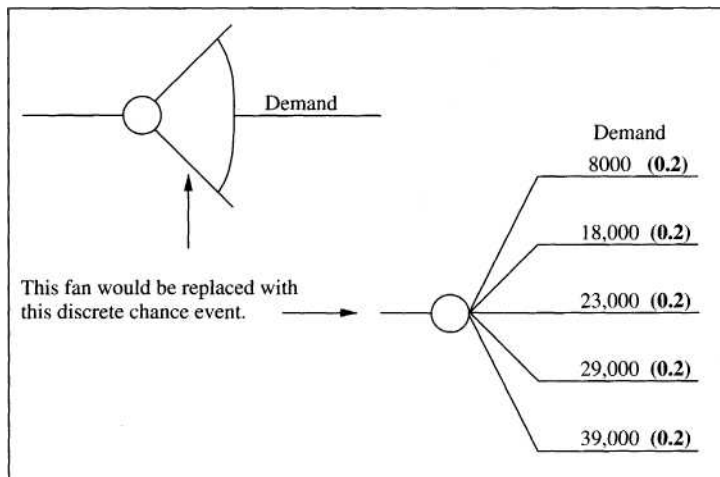 Demand
Demand
8000 (0.2)
18,000 (0.2)
23,000 (0.2)
29,000 (0.2)
39,000 (0.2)
This fan would be replaced with
this discrete chance event.